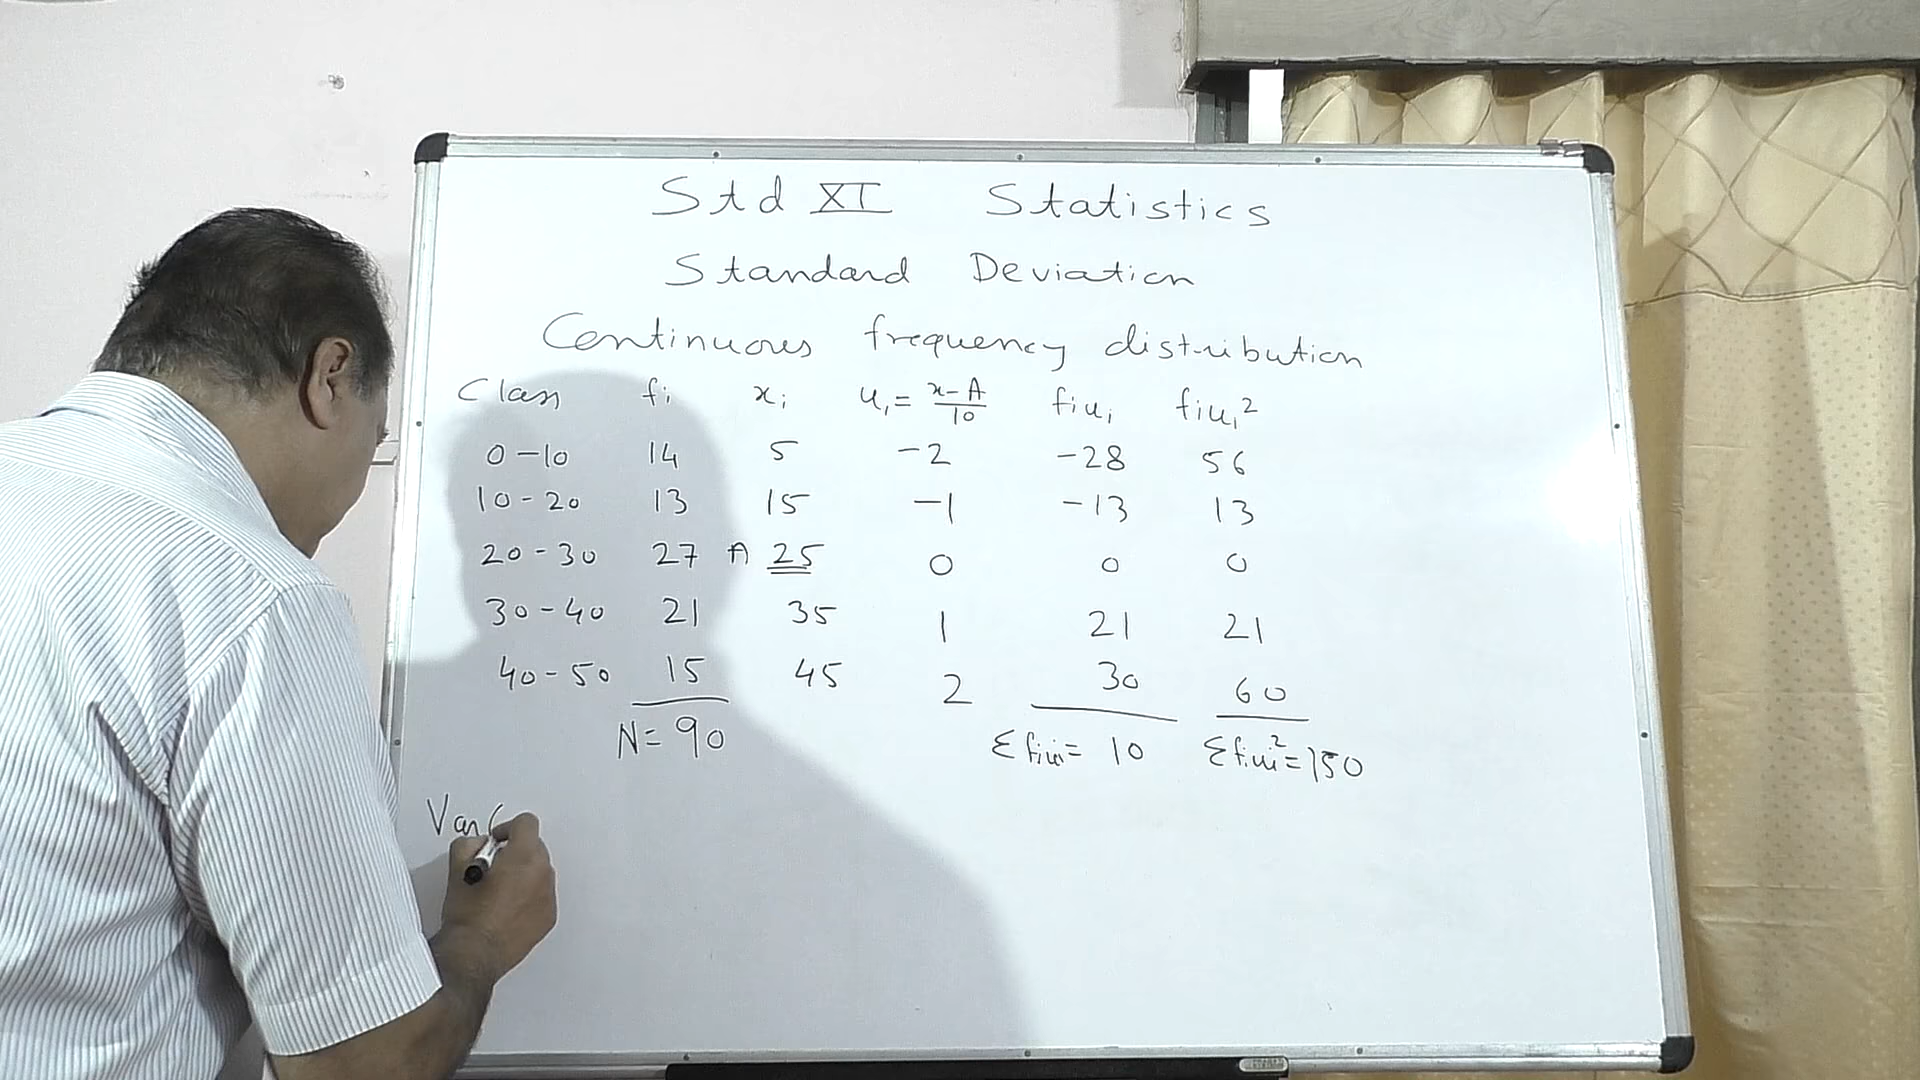 Std XI Statistics
Standard Deviation
Continuous frequency distribution
Class fi xi ui = x-A/10 fiui fiui²
0-10 14 5 -2 -28 56
10-20 13 15 -1 -13 13
20-30 27 A 25 0 0 0
30-40 21 35 1 21 21
40-50 15 45 2 30 60
N= 90 Σfiui= 10 Σfiui²=150
Var(